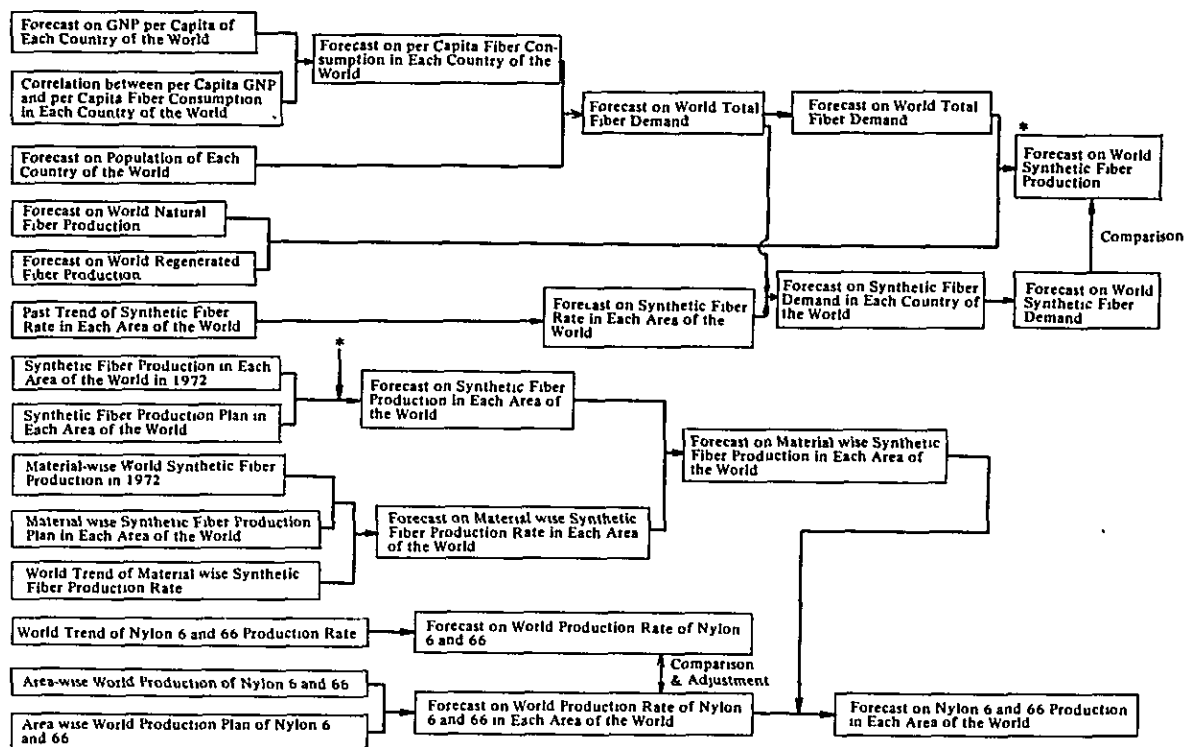 Forecast on GNP per Capita of
Each Country of the World
Correlation between per Capita GNP
and per Capita Fiber Consumption
in Each Country of the World
Forecast on per Capita Fiber Con-
sumption in Each Country of the
World
Forecast on Population of Each
Country of the World
Forecast on World Total
Fiber Demand
Forecast on World Total
Fiber Demand
*
Forecast on World
Synthetic Fiber
Production
Forecast on World Natural
Fiber Production
Forecast on World Regenerated
Fiber Production
Comparison
Past Trend of Synthetic Fiber
Rate in Each Area of the World
Forecast on Synthetic Fiber
Rate in Each Area of the
World
Forecast on Synthetic Fiber
Demand in Each Country of
the World
Forecast on World
Synthetic Fiber
Demand
*
Synthetic Fiber Production in Each
Area of the World in 1972
Synthetic Fiber Production Plan in
Each Area of the World
Forecast on Synthetic Fiber
Production in Each Area of
the World
Material-wise World Synthetic Fiber
Production in 1972
Material wise Synthetic Fiber Production
Plan in Each Area of the World
World Trend of Material wise Synthetic
Fiber Production Rate
Forecast on Material wise Synthetic
Fiber Production Rate in Each Area
of the World
Forecast on Material wise Synthetic
Fiber Production in Each Area of
the World
World Trend of Nylon 6 and 66 Production Rate
Forecast on World Production Rate of Nylon
6 and 66
Comparison
& Adjustment
Area-wise World Production of Nylon 6 and 66
Area wise World Production Plan of Nylon 6
and 66
Forecast on World Production Rate of Nylon
6 and 66 in Each Area of the World
Forecast on Nylon 6 and 66 Production
in Each Area of the World